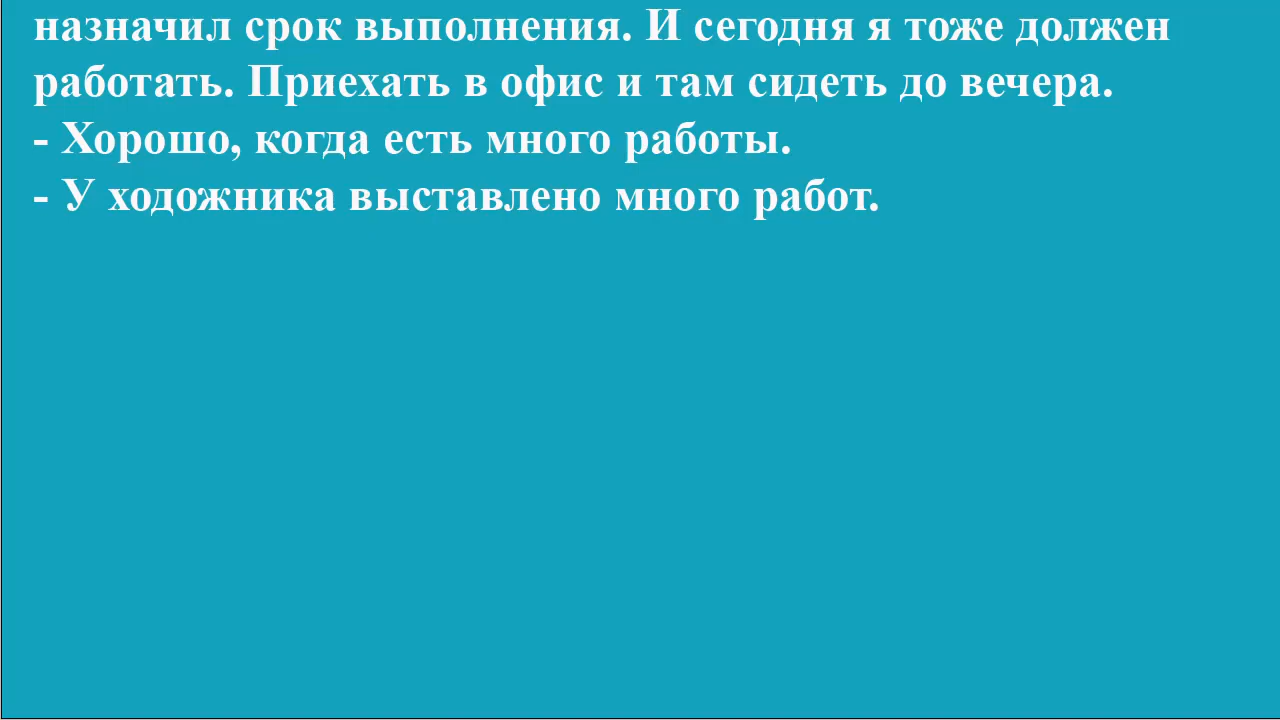 назначил срок выполнения. И сегодня я тоже должен
работать. Приехать в офис и там сидеть до вечера.
- Хорошо, когда есть много работы.
- У ходожника выставлено много работ.